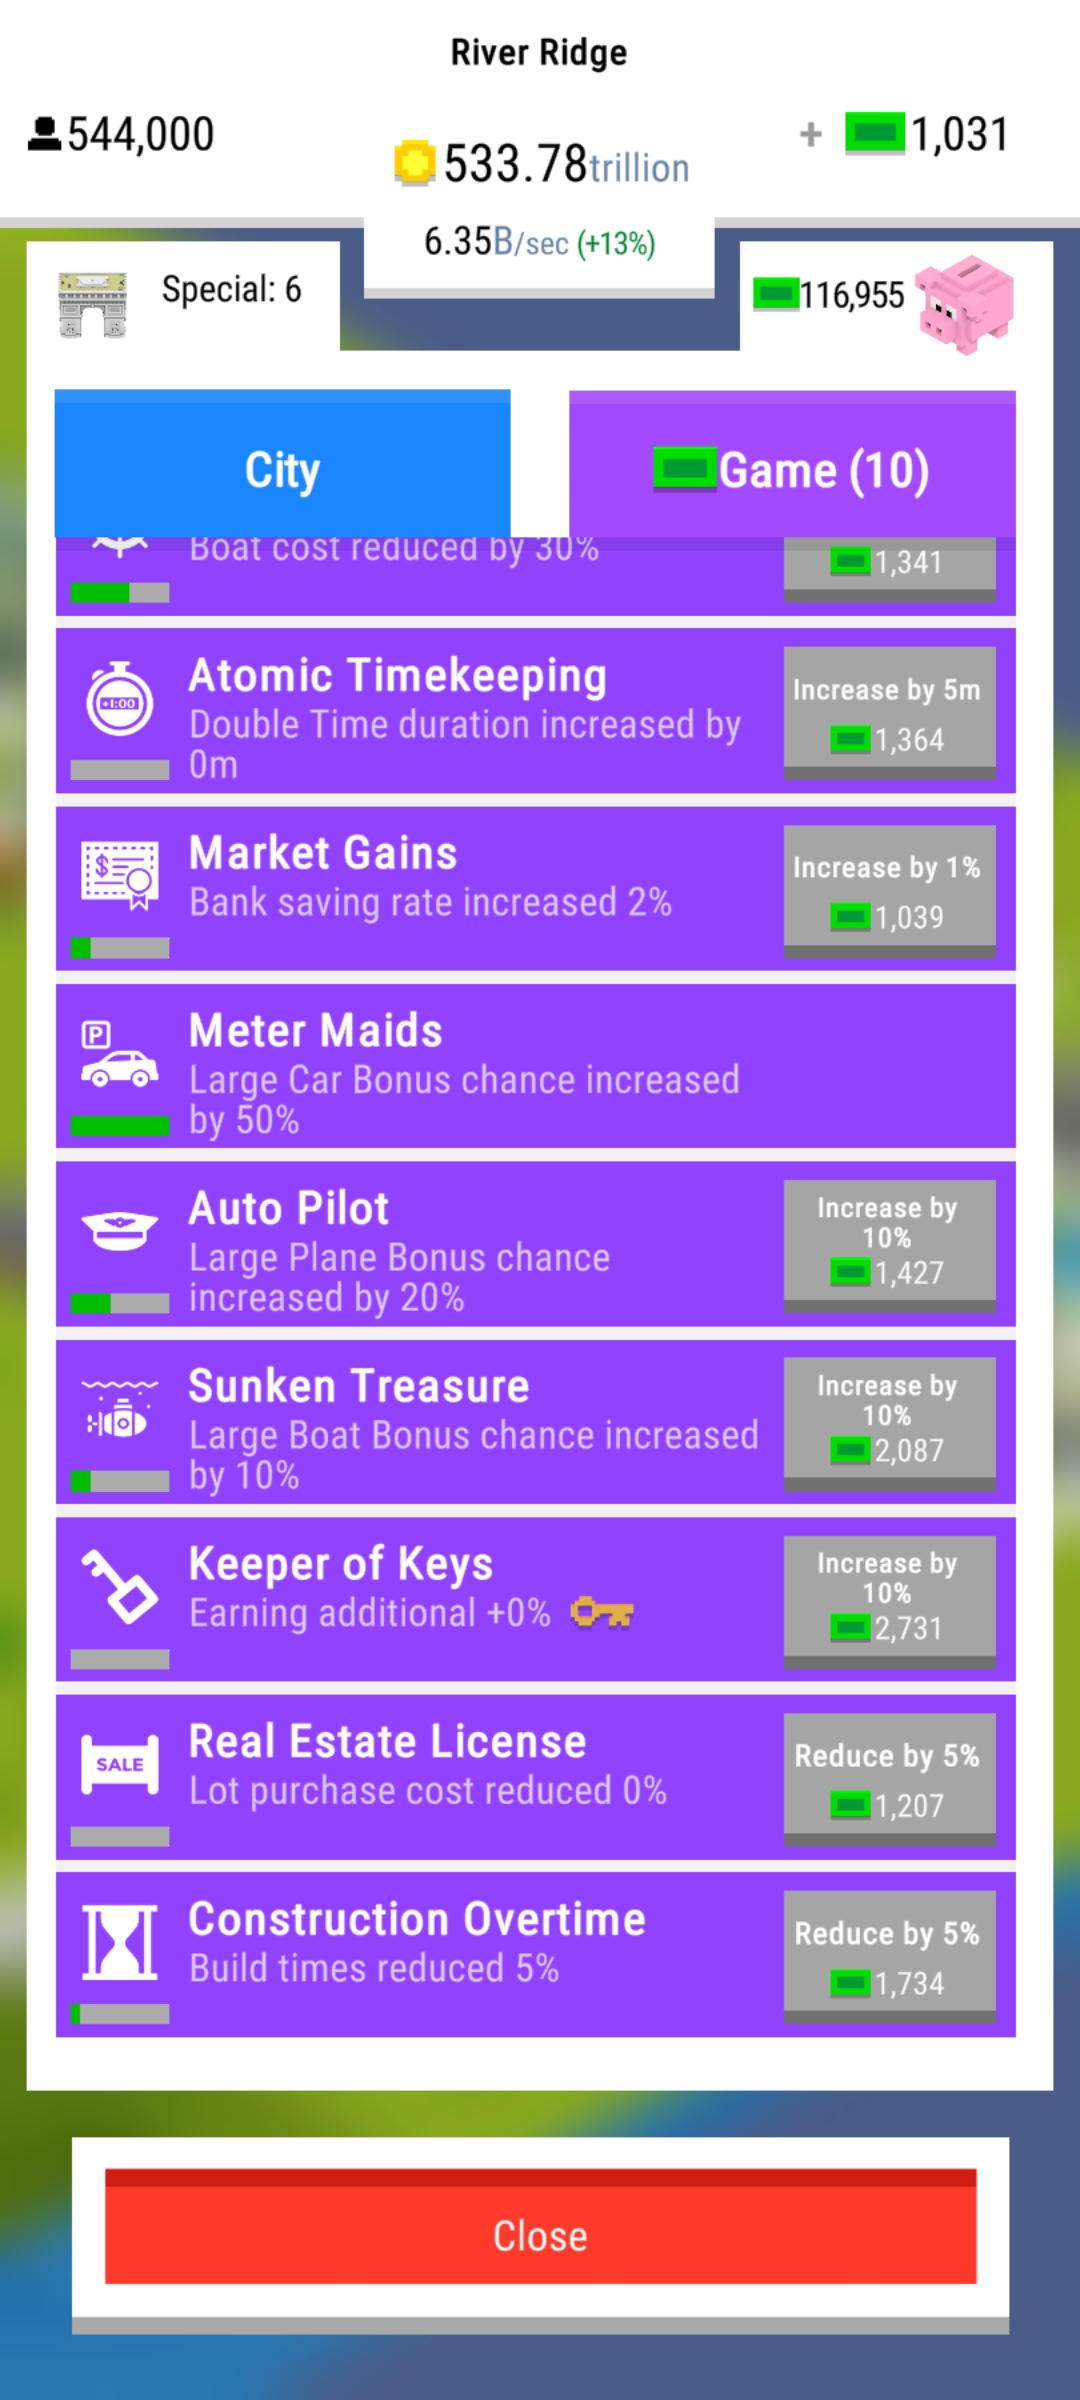 River Ridge
544,000
533.78trillion
+ 1,031
6.35B/sec (+13%)
Special: 6
116,955
City
Game (10)
Boat cost reduced by 30%
1,341
Atomic Timekeeping
Double Time duration increased by
0m
Increase by 5m
1,364
+1:00
Market Gains
Bank saving rate increased 2%
Increase by 1%
1,039
$
Meter Maids
Large Car Bonus chance increased
by 50%
P
Auto Pilot
Large Plane Bonus chance
increased by 20%
Increase by
10%
1,427
Sunken Treasure
Large Boat Bonus chance increased
by 10%
Increase by
10%
2,087
Keeper of Keys
Earning additional +0%
Increase by
10%
2,731
SALE
Real Estate License
Lot purchase cost reduced 0%
Reduce by 5%
1,207
Construction Overtime
Build times reduced 5%
Reduce by 5%
1,734
Close